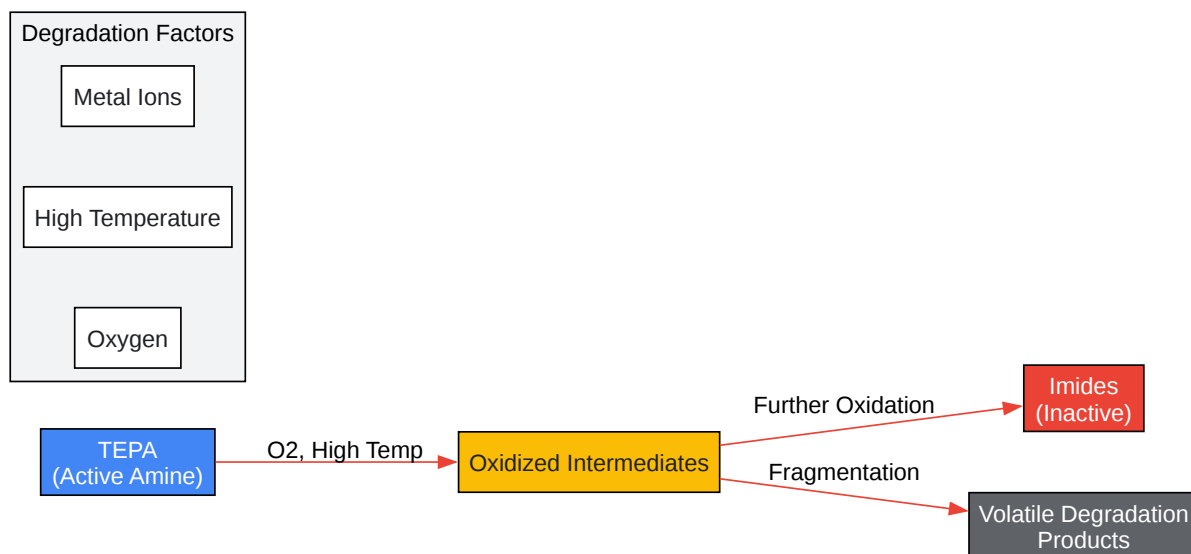 Degradation Factors
Metal Ions
High Temperature
Oxygen
TEPA
(Active Amine)
O2, High Temp
Oxidized Intermediates
Further Oxidation
Fragmentation
Imides
(Inactive)
Volatile Degradation
Products